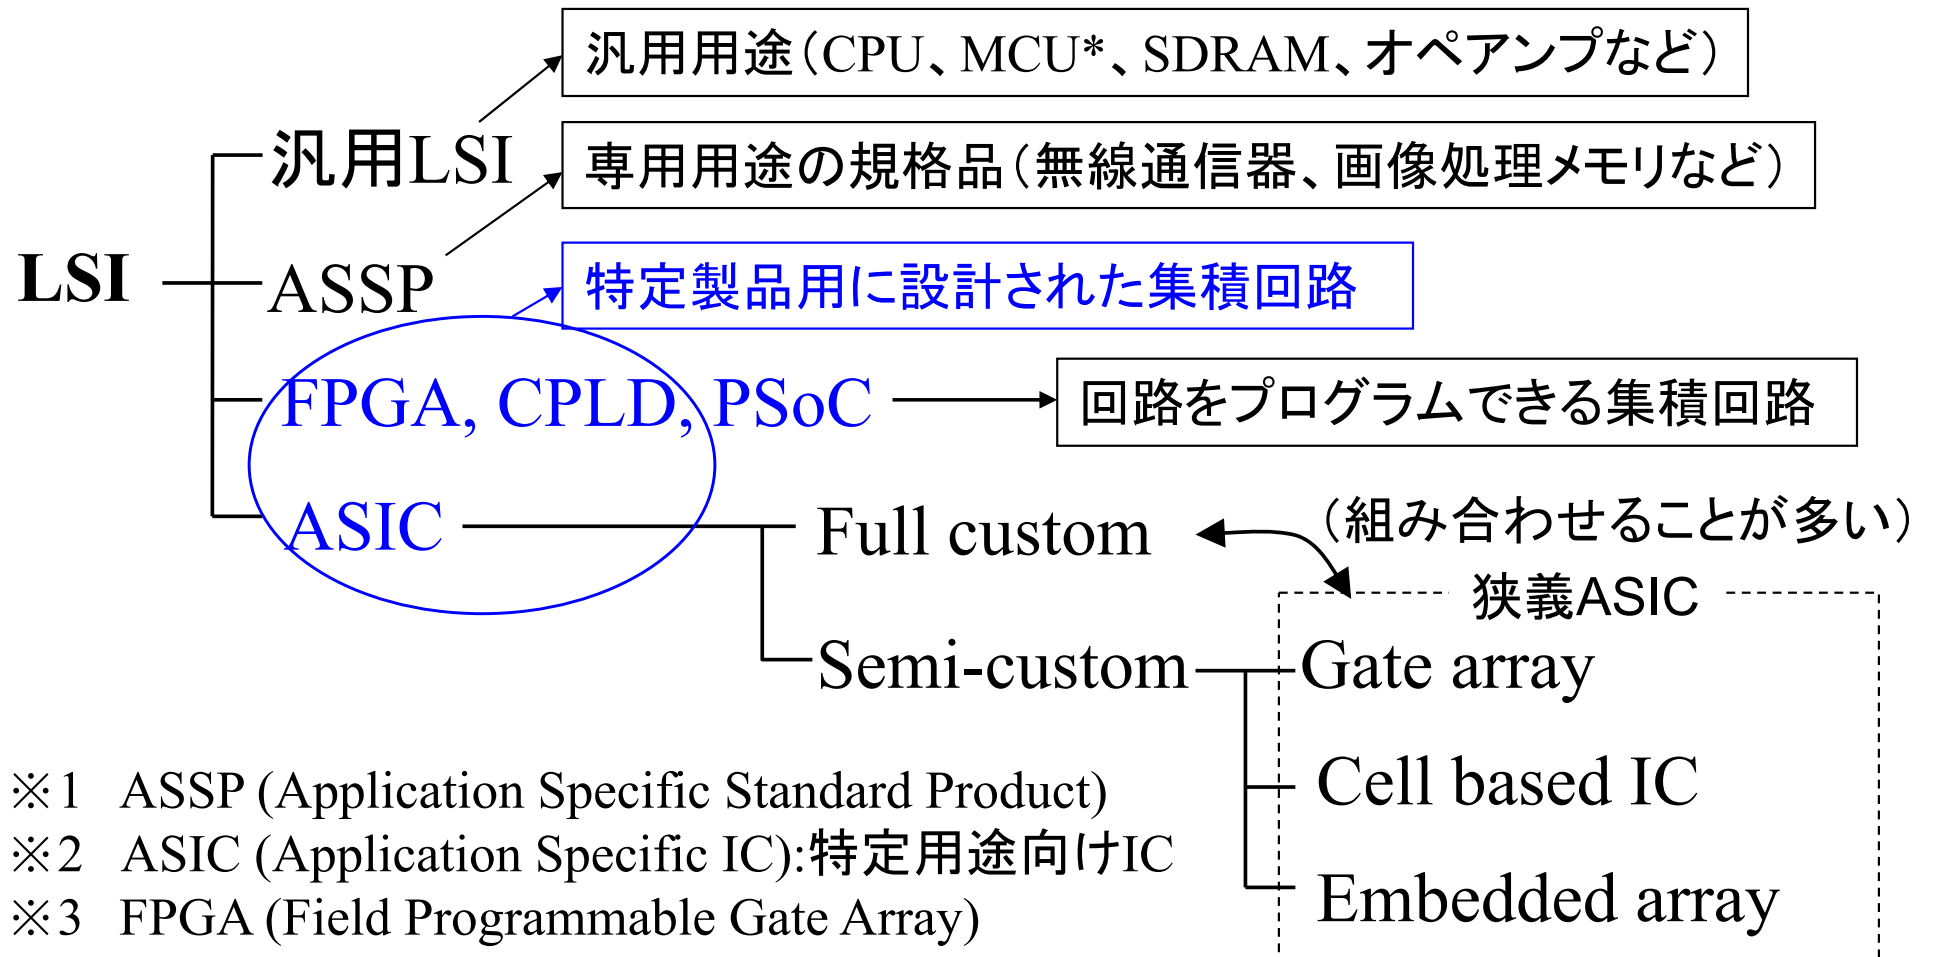 汎用用途（CPU、MCU*、SDRAM、オペアンプなど）
汎用LSI
専用用途の規格品（無線通信器、画像処理メモリなど）
LSI
ASSP
特定製品用に設計された集積回路
FPGA, CPLD, PSoC
回路をプログラムできる集積回路
ASIC
Full custom
（組み合わせることが多い）
狭義ASIC
Semi-custom
Gate array
Cell based IC
Embedded array
※1 ASSP (Application Specific Standard Product)
※2 ASIC (Application Specific IC):特定用途向けIC
※3 FPGA (Field Programmable Gate Array)